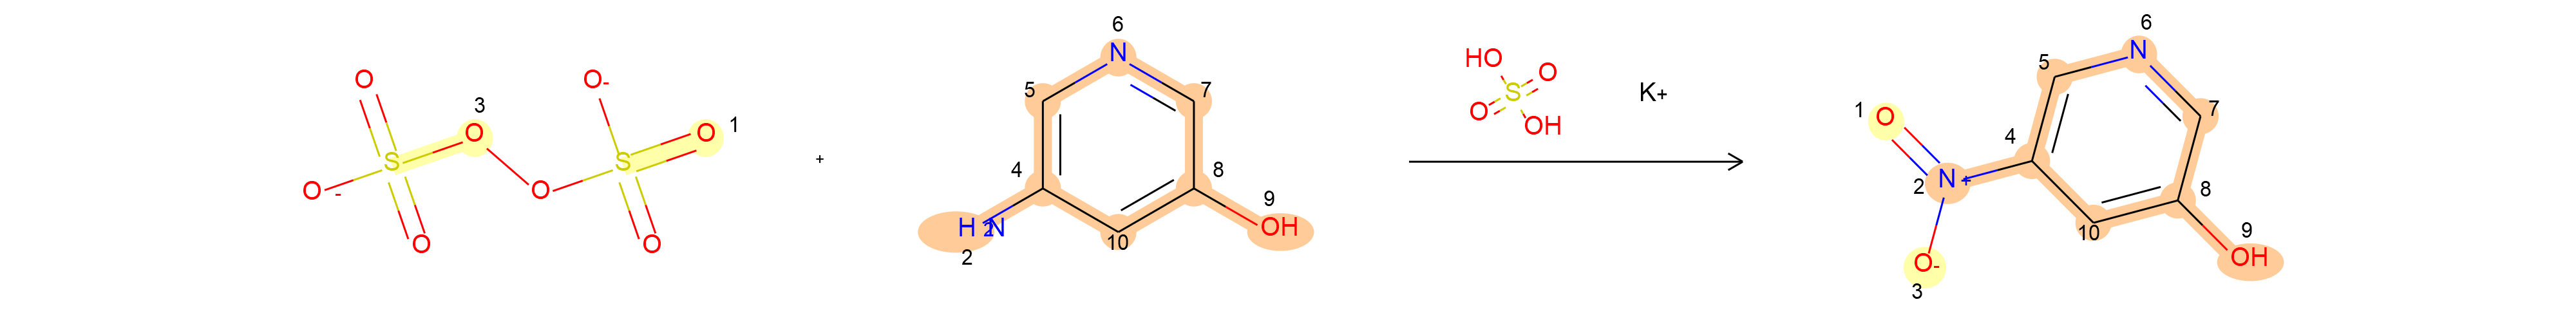 O O- 3 O O 1 S S O - O O O
+
6 N 5 7 4 8 9 H 2N OH 2 10
HO S O O OH K+
6 N 5 1 O 7 4 2 N + 8 10 9 OH O- 3